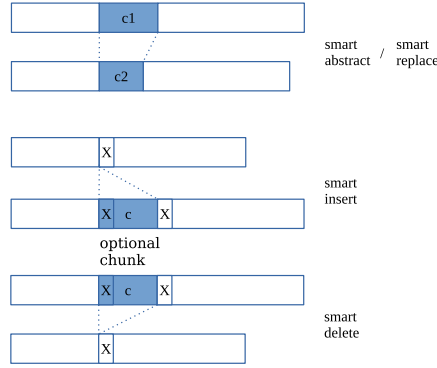 c1
smart smart
abstract / replace
c2
X
smart
insert
X c X
optional
chunk
X c X
smart
delete
X